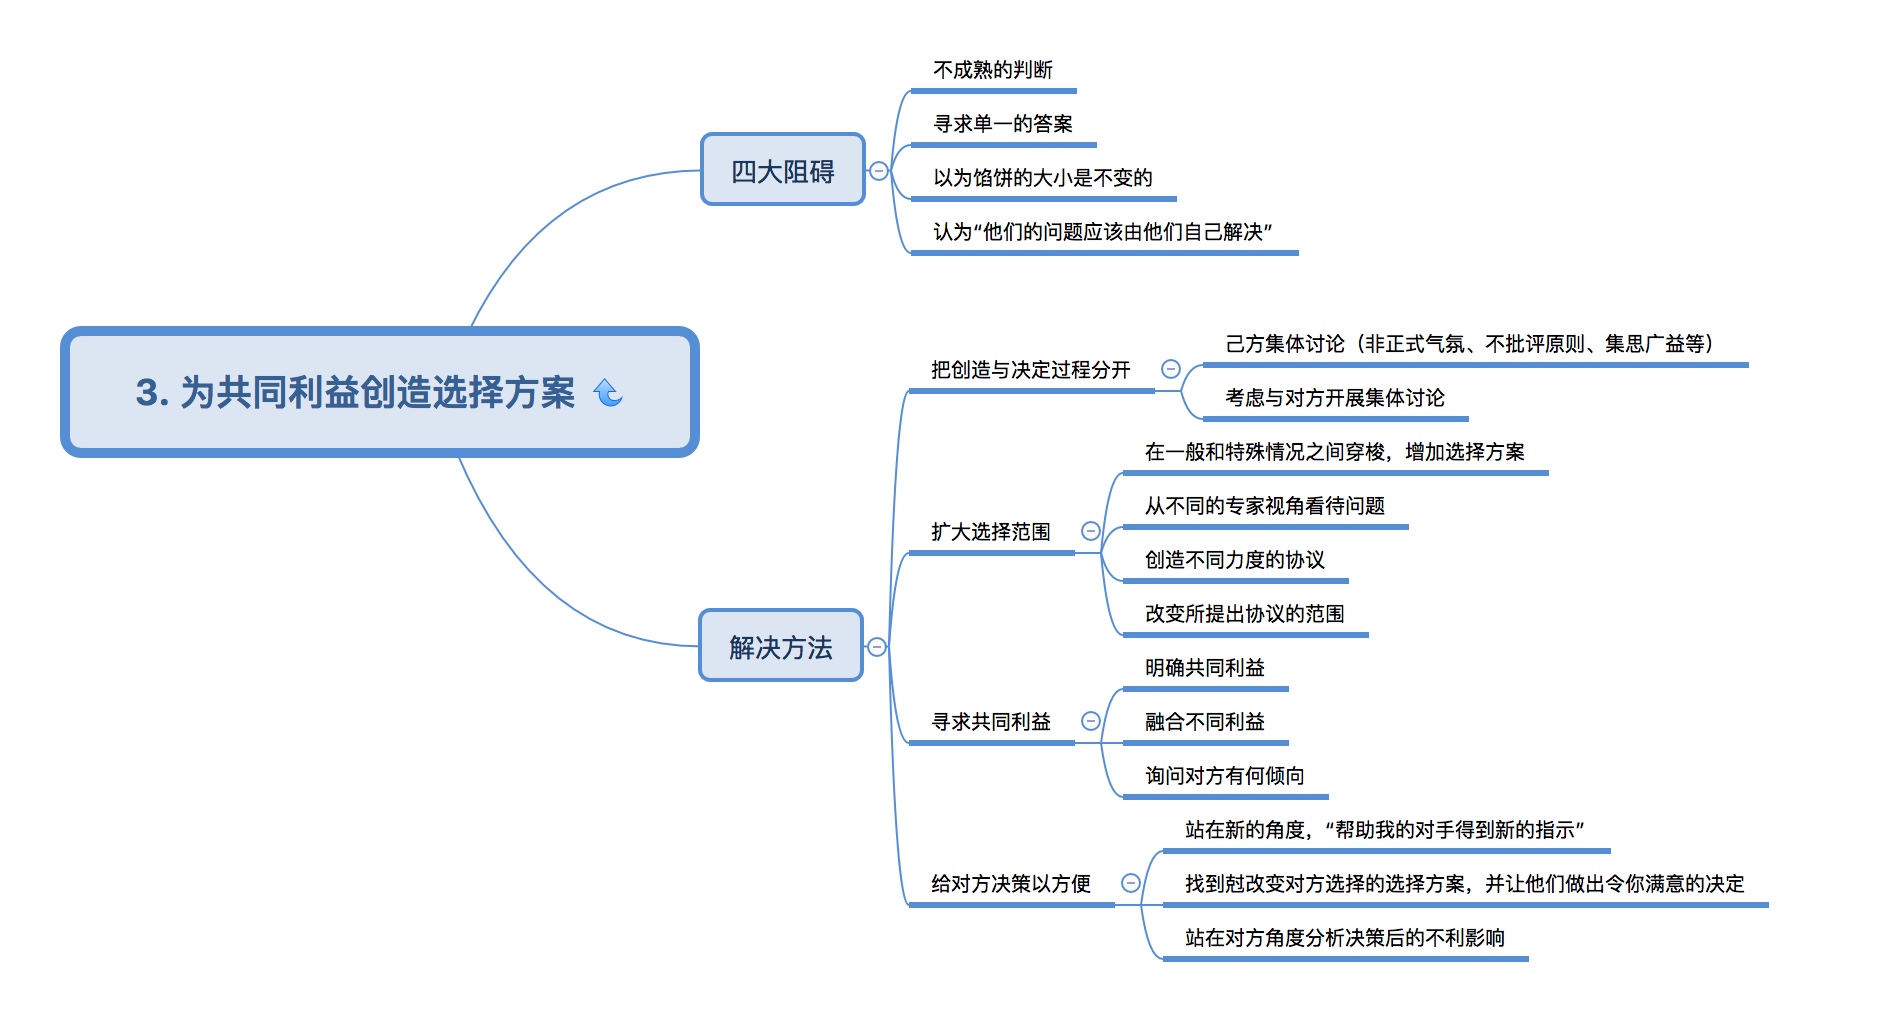 不成熟的判断
寻求单一的答案
四大阻碍
以为馅饼的大小是不变的
认为“他们的问题应该由他们自己解决”
3. 为共同利益创造选择方案
己方集体讨论（非正式气氛、不批评原则、集思广益等）
把创造与决定过程分开
考虑与对方开展集体讨论
在一般和特殊情况之间穿梭，增加选择方案
从不同的专家视角看待问题
扩大选择范围
创造不同力度的协议
改变所提出协议的范围
解决方法
明确共同利益
寻求共同利益
融合不同利益
询问对方有何倾向
站在新的角度，“帮助我的对手得到新的指示”
给对方决策以方便
找到尅改变对方选择的选择方案，并让他们做出令你满意的决定
站在对方角度分析决策后的不利影响